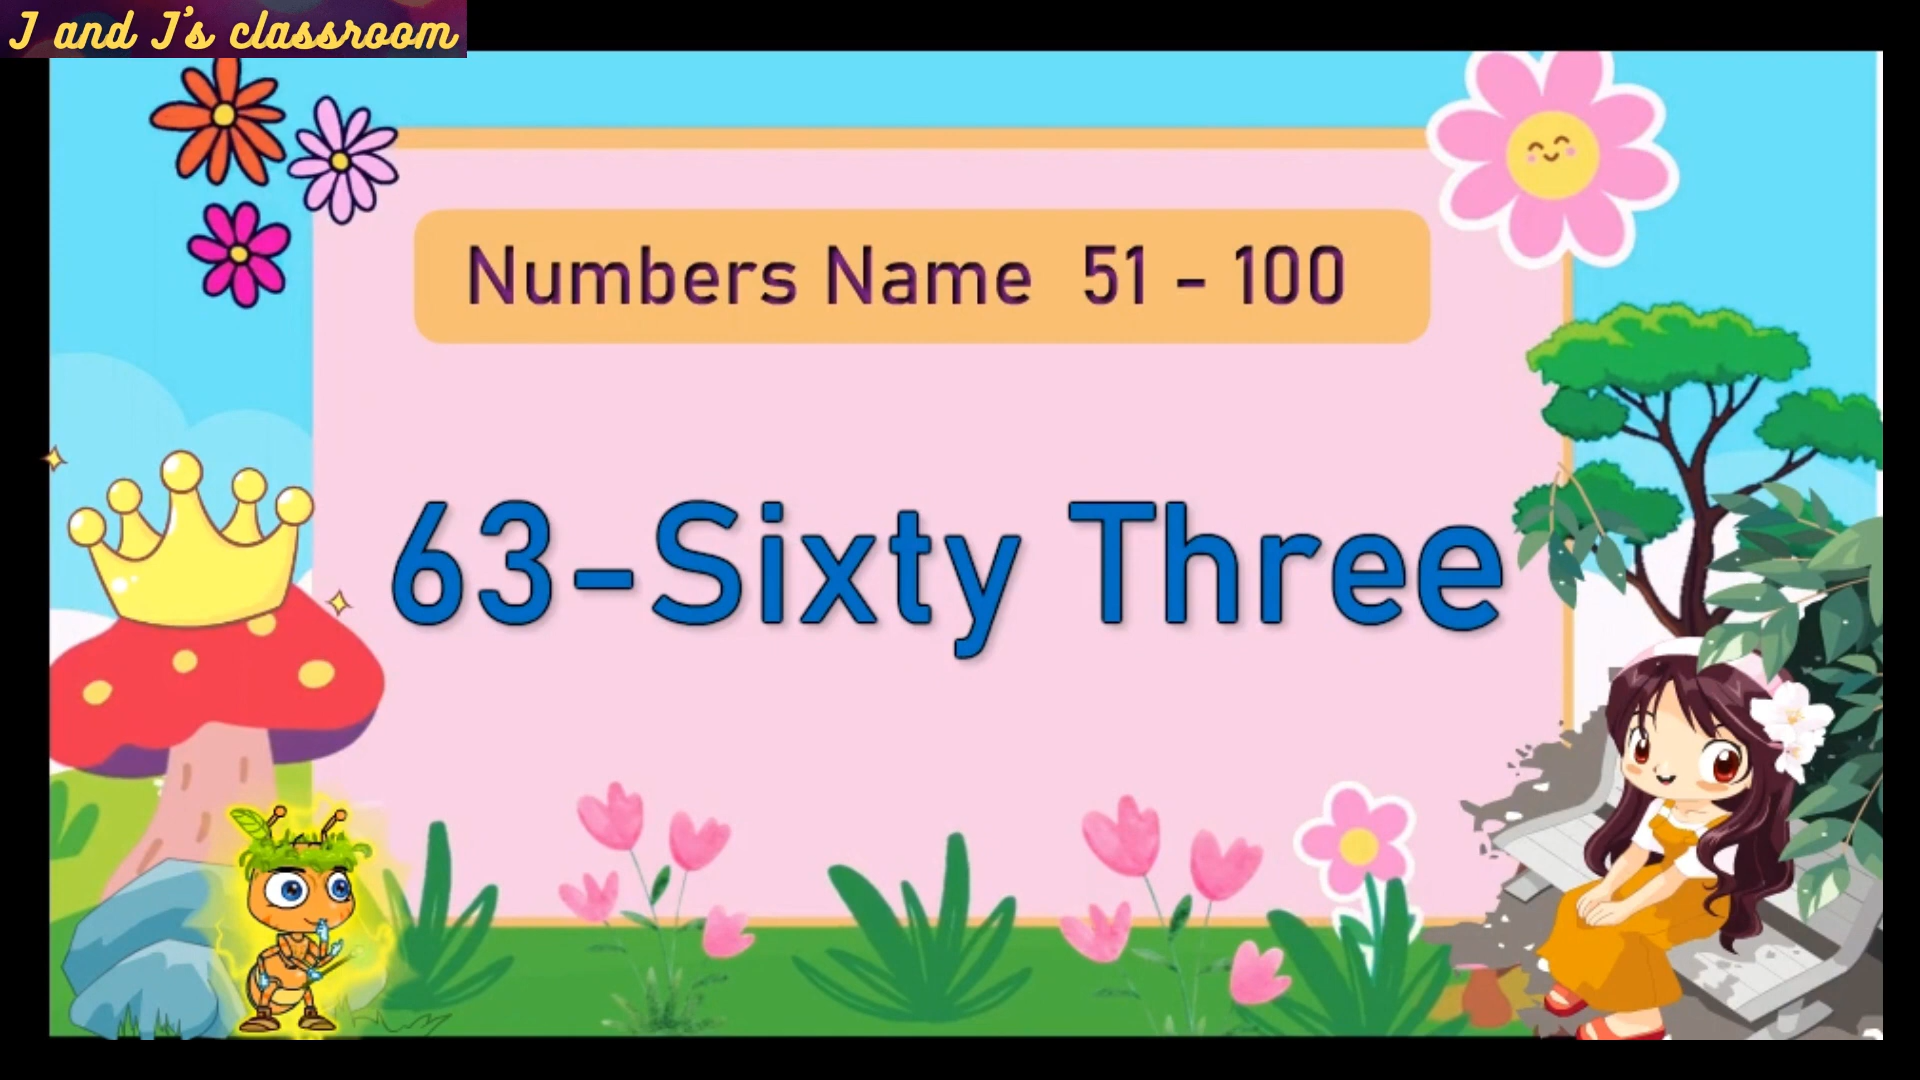 J and J's classroom
Numbers Name 51 - 100
63-Sixty Three